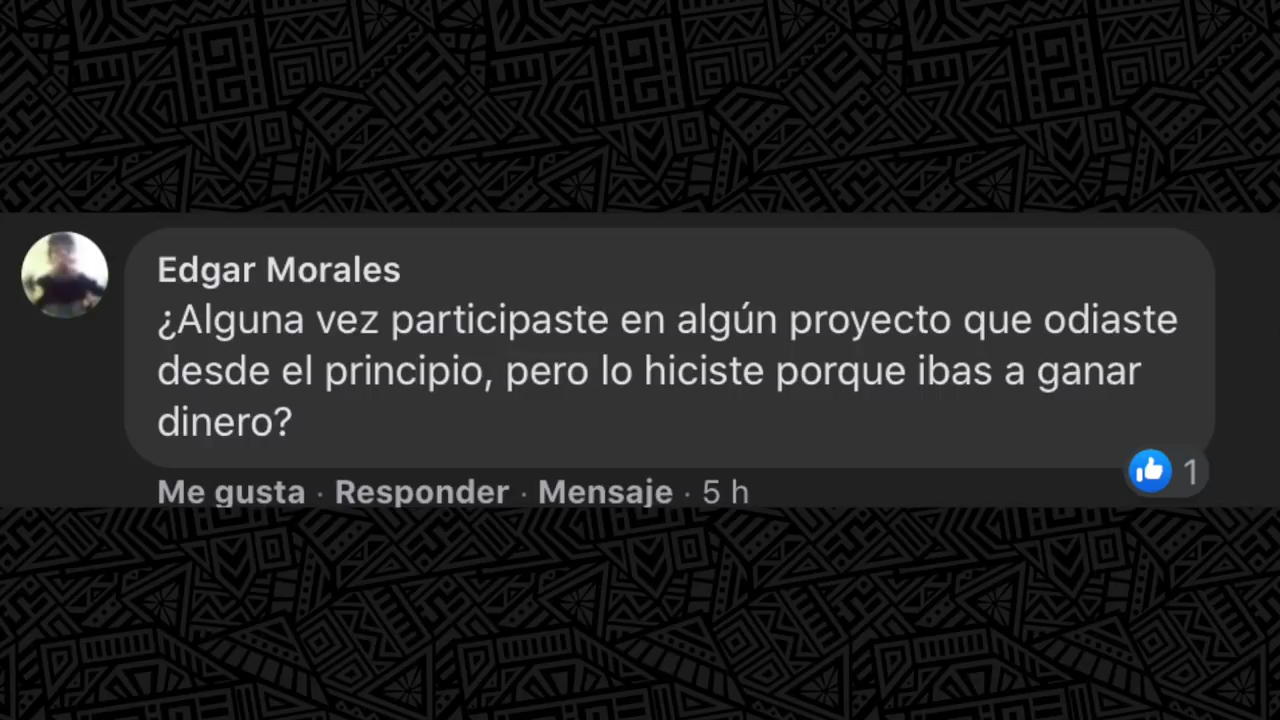 Edgar Morales
¿Alguna vez participaste en algún proyecto que odiaste
desde el principio, pero lo hiciste porque ibas a ganar
dinero?
Me gusta · Responder · Mensaje · 5 h
1